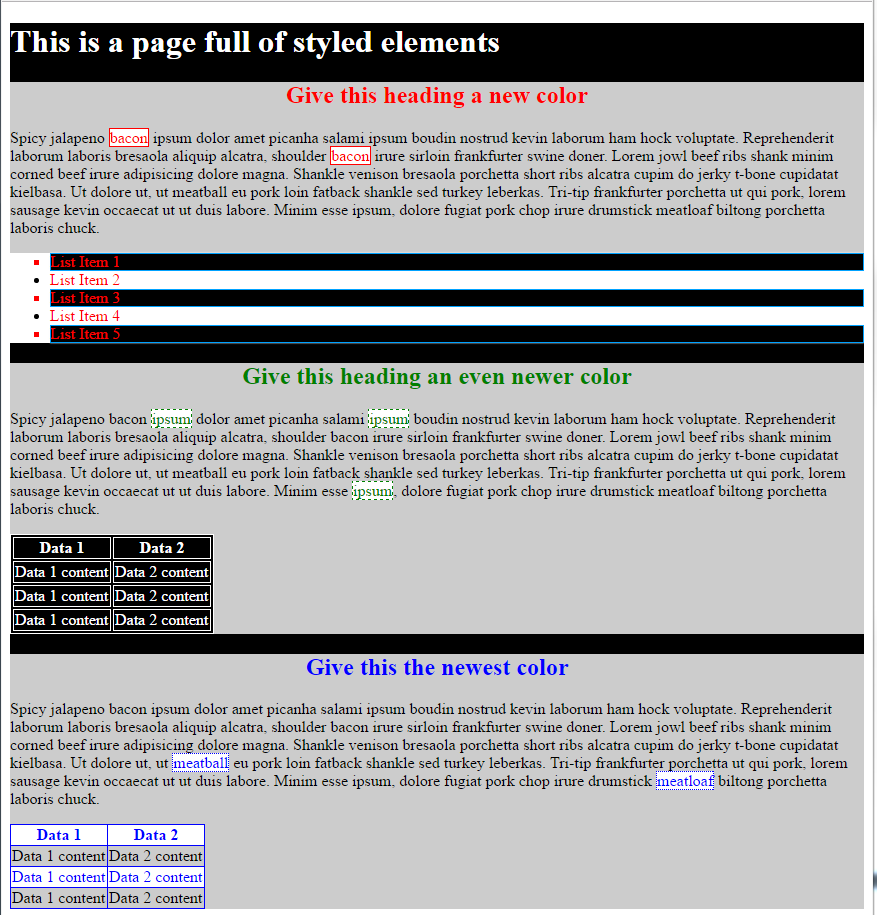 This is a page full of styled elements
Give this heading a new color
Spicy jalapeno bacon ipsum dolor amet picanha salami ipsum boudin nostrud kevin laborum ham hock voluptate. Reprehenderit
laborum laboris bresaola aliquip alcatra, shoulder bacon irure sirloin frankfurter swine doner. Lorem jowl beef ribs shank minim
corned beef irure adipisicing dolore magna. Shankle venison bresaola porchetta short ribs alcatra cupim do jerky t-bone cupidatat
kielbasa. Ut dolore ut, ut meatball eu pork loin fatback shankle sed turkey leberkas. Tri-tip frankfurter porchetta ut qui pork, lorem
sausage kevin occaecat ut ut duis labore. Minim esse ipsum, dolore fugiat pork chop irure drumstick meatloaf biltong porchetta
laboris chuck.
List Item 1
List Item 2
List Item 3
List Item 4
List Item 5
Give this heading an even newer color
Spicy jalapeno bacon ipsum dolor amet picanha salami ipsum boudin nostrud kevin laborum ham hock voluptate. Reprehenderit
laborum laboris bresaola aliquip alcatra, shoulder bacon irure sirloin frankfurter swine doner. Lorem jowl beef ribs shank minim
corned beef irure adipisicing dolore magna. Shankle venison bresaola porchetta short ribs alcatra cupim do jerky t-bone cupidatat
kielbasa. Ut dolore ut, ut meatball eu pork loin fatback shankle sed turkey leberkas. Tri-tip frankfurter porchetta ut qui pork, lorem
sausage kevin occaecat ut ut duis labore. Minim esse ipsum, dolore fugiat pork chop irure drumstick meatloaf biltong porchetta
laboris chuck.
Data 1 Data 2
Data 1 content Data 2 content
Data 1 content Data 2 content
Data 1 content Data 2 content
Give this the newest color
Spicy jalapeno bacon ipsum dolor amet picanha salami ipsum boudin nostrud kevin laborum ham hock voluptate. Reprehenderit
laborum laboris bresaola aliquip alcatra, shoulder bacon irure sirloin frankfurter swine doner. Lorem jowl beef ribs shank minim
corned beef irure adipisicing dolore magna. Shankle venison bresaola porchetta short ribs alcatra cupim do jerky t-bone cupidatat
kielbasa. Ut dolore ut, ut meatball eu pork loin fatback shankle sed turkey leberkas. Tri-tip frankfurter porchetta ut qui pork, lorem
sausage kevin occaecat ut ut duis labore. Minim esse ipsum, dolore fugiat pork chop irure drumstick meatloaf biltong porchetta
laboris chuck.
Data 1 Data 2
Data 1 content Data 2 content
Data 1 content Data 2 content
Data 1 content Data 2 content